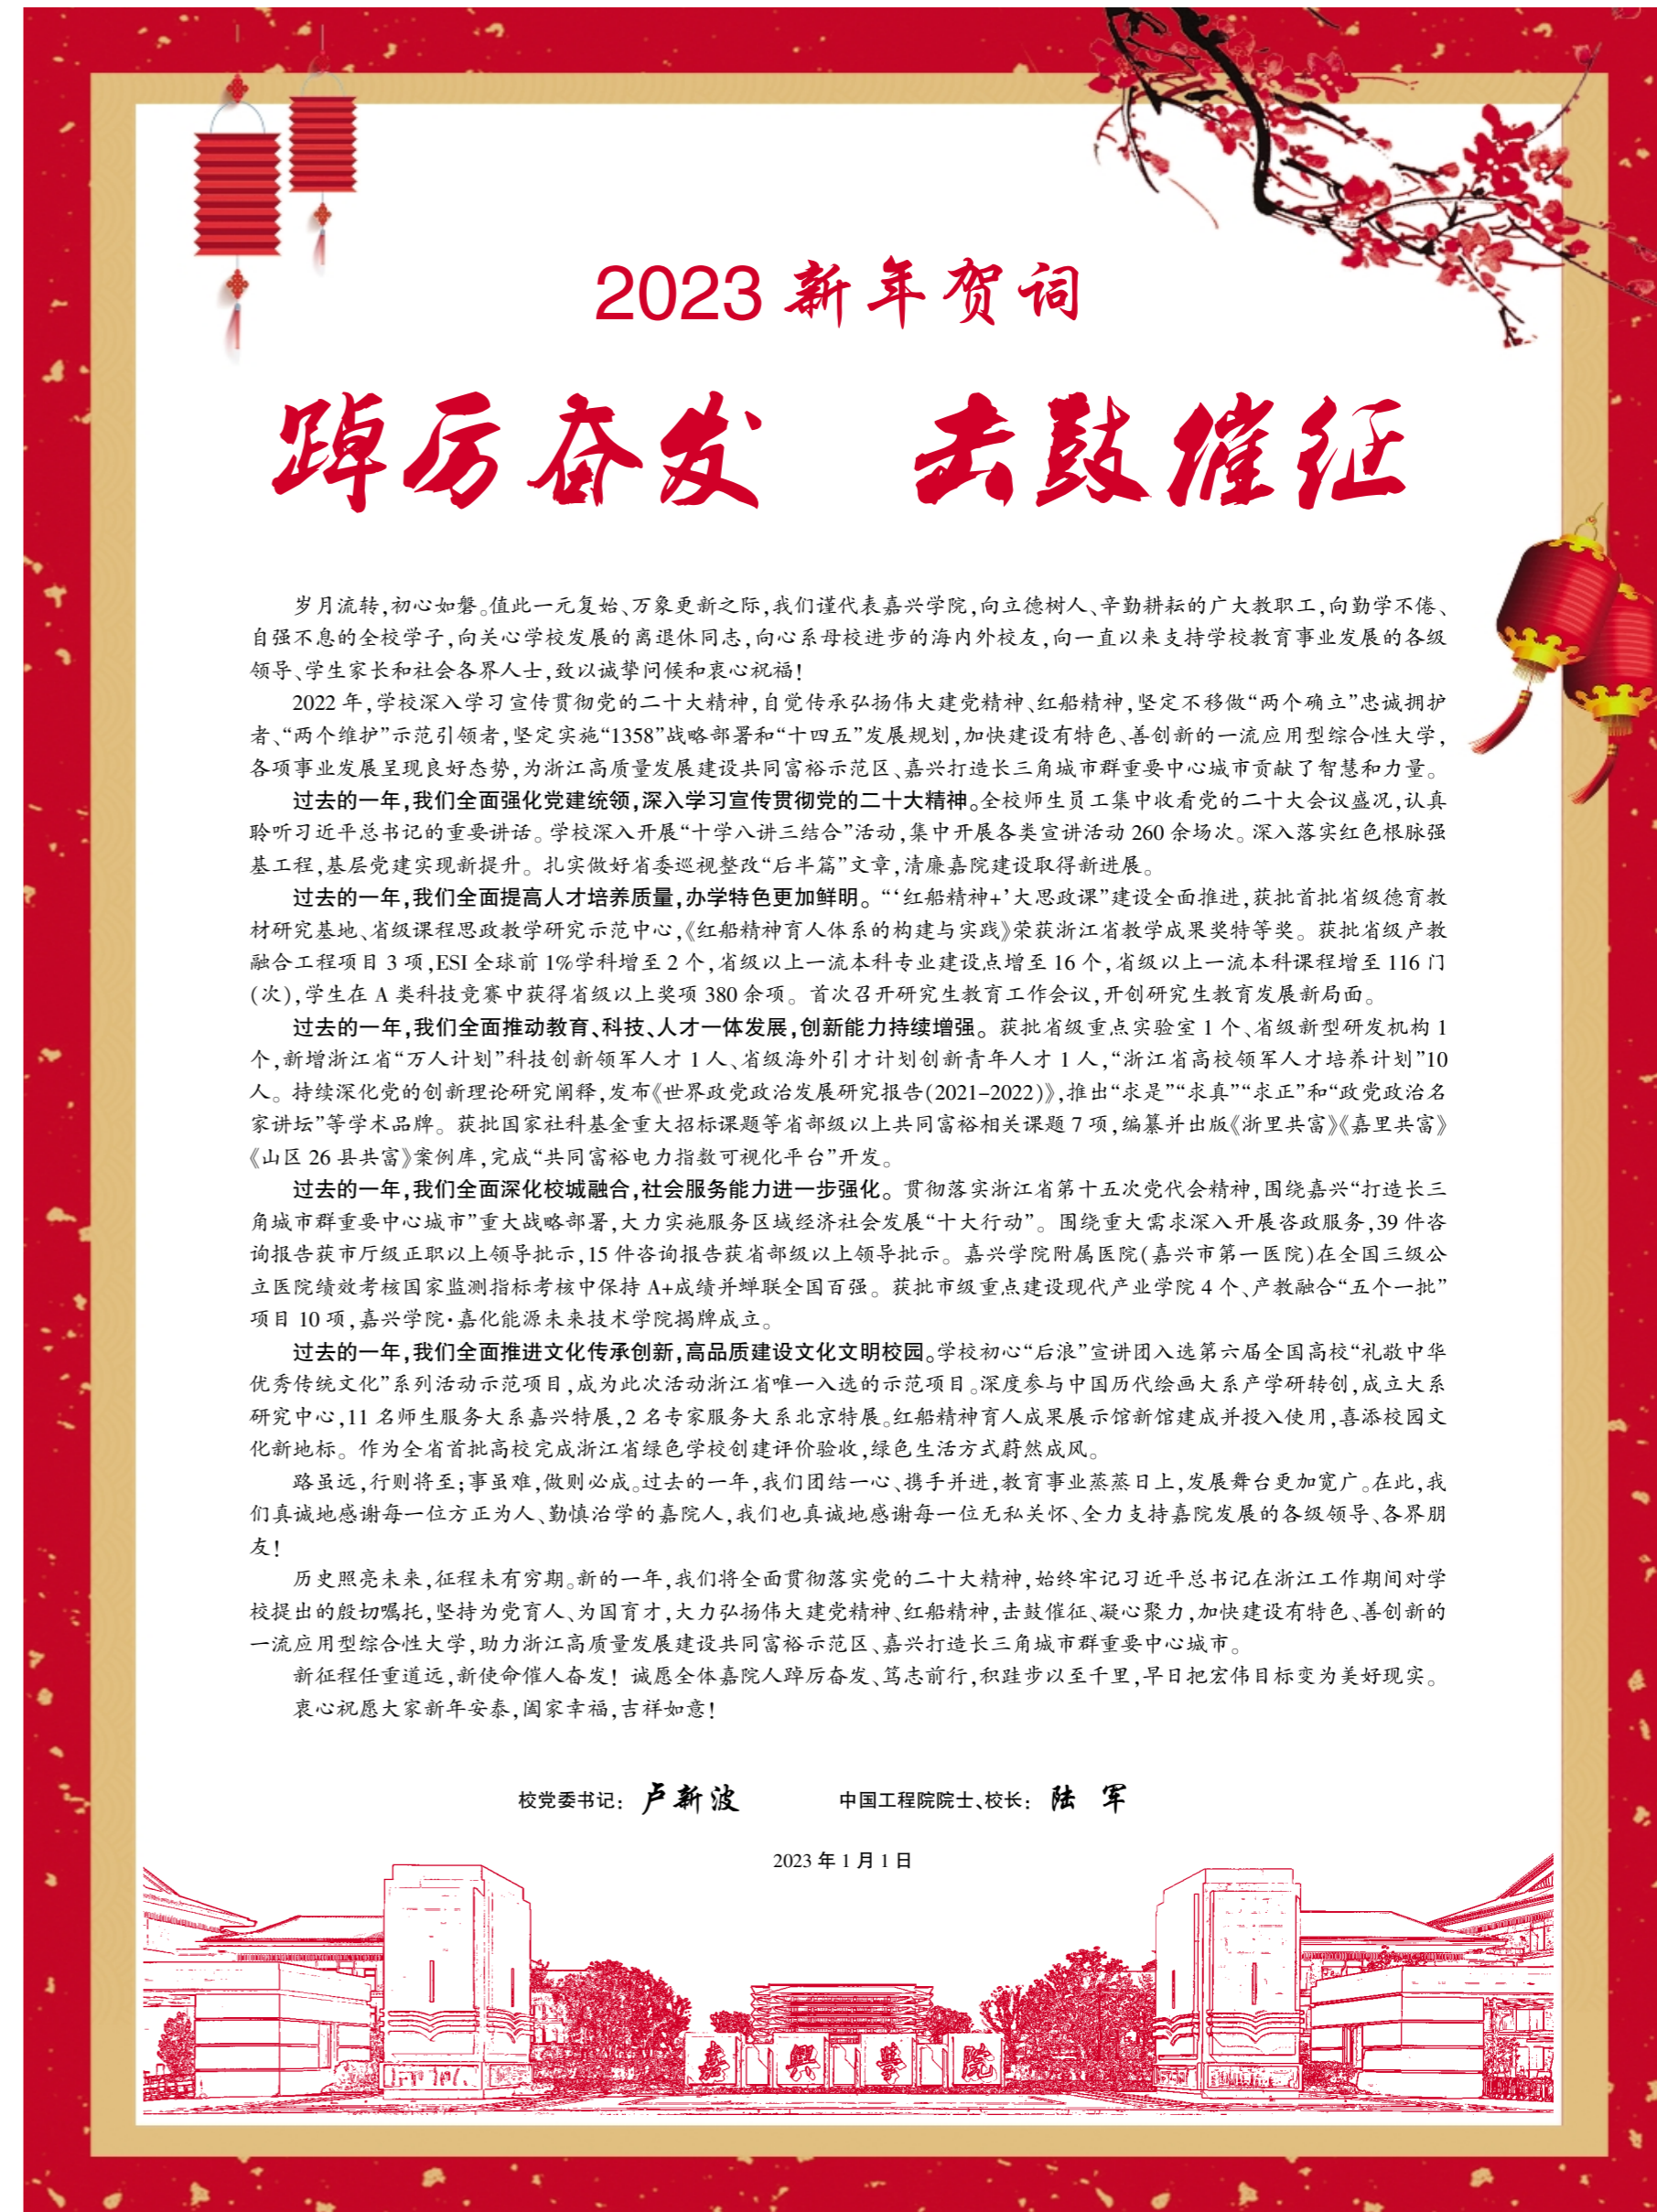 2023 新年贺词
踔厉奋发 击鼓催征
岁月流转,初心如磐。值此一元复始、万象更新之际,我们谨代表嘉兴学院,向立德树人、辛勤耕耘的广大教职工,向勤学不倦、
自强不息的全校学子,向关心学校发展的离退休同志,向心系母校进步的海内外校友,向一直以来支持学校教育事业发展的各级
领导、学生家长和社会各界人士,致以诚挚问候和衷心祝福!
2022 年,学校深入学习宣传贯彻党的二十大精神,自觉传承弘扬伟大建党精神、红船精神,坚定不移做“两个确立”忠诚拥护
者、“两个维护”示范引领者,坚定实施“1358”战略部署和“十四五”发展规划,加快建设有特色、善创新的一流应用型综合性大学,
各项事业发展呈现良好态势,为浙江高质量发展建设共同富裕示范区、嘉兴打造长三角城市群重要中心城市贡献了智慧和力量。
过去的一年,我们全面强化党建统领,深入学习宣传贯彻党的二十大精神。全校师生员工集中收看党的二十大会议盛况,认真
聆听习近平总书记的重要讲话。学校深入开展“十学八讲三结合”活动,集中开展各类宣讲活动 260 余场次。深入落实红色根脉强
基工程,基层党建实现新提升。扎实做好省委巡视整改“后半篇”文章,清廉嘉院建设取得新进展。
过去的一年,我们全面提高人才培养质量,办学特色更加鲜明。“‘红船精神+’大思政课”建设全面推进,获批首批省级德育教
材研究基地、省级课程思政教学研究示范中心,《红船精神育人体系的构建与实践》荣获浙江省教学成果奖特等奖。获批省级产教
融合工程项目 3 项,ESI 全球前 1%学科增至 2 个,省级以上一流本科专业建设点增至 16 个,省级以上一流本科课程增至 116 门
(次),学生在 A 类科技竞赛中获得省级以上奖项 380 余项。首次召开研究生教育工作会议,开创研究生教育发展新局面。
过去的一年,我们全面推动教育、科技、人才一体发展,创新能力持续增强。获批省级重点实验室 1 个、省级新型研发机构 1
个,新增浙江省“万人计划”科技创新领军人才 1 人、省级海外引才计划创新青年人才 1 人,“浙江省高校领军人才培养计划”10
人。持续深化党的创新理论研究阐释,发布《世界政党政治发展研究报告(2021-2022)》,推出“求是”“求真”“求正”和“政党政治名
家讲坛”等学术品牌。获批国家社科基金重大招标课题等省部级以上共同富裕相关课题 7 项,编纂并出版《浙里共富》《嘉里共富》
《山区 26 县共富》案例库,完成“共同富裕电力指数可视化平台”开发。
过去的一年,我们全面深化校城融合,社会服务能力进一步强化。贯彻落实浙江省第十五次党代会精神,围绕嘉兴“打造长三
角城市群重要中心城市”重大战略部署,大力实施服务区域经济社会发展“十大行动”。围绕重大需求深入开展咨政服务,39 件咨
询报告获市厅级正职以上领导批示,15 件咨询报告获省部级以上领导批示。嘉兴学院附属医院(嘉兴市第一医院)在全国三级公
立医院绩效考核国家监测指标考核中保持 A+成绩并蝉联全国百强。获批市级重点建设现代产业学院 4 个、产教融合“五个一批”
项目 10 项,嘉兴学院·嘉化能源未来技术学院揭牌成立。
过去的一年,我们全面推进文化传承创新,高品质建设文化文明校园。学校初心“后浪”宣讲团入选第六届全国高校“礼敬中华
优秀传统文化”系列活动示范项目,成为此次活动浙江省唯一入选的示范项目。深度参与中国历代绘画大系产学研转创,成立大系
研究中心,11 名师生服务大系嘉兴特展,2 名专家服务大系北京特展。红船精神育人成果展示馆新馆建成并投入使用,喜添校园文
化新地标。作为全省首批高校完成浙江省绿色学校创建评价验收,绿色生活方式蔚然成风。
路虽远,行则将至;事虽难,做则必成。过去的一年,我们团结一心、携手并进,教育事业蒸蒸日上,发展舞台更加宽广。在此,我
们真诚地感谢每一位方正为人、勤慎治学的嘉院人,我们也真诚地感谢每一位无私关怀、全力支持嘉院发展的各级领导、各界朋
友!
历史照亮未来,征程未有穷期。新的一年,我们将全面贯彻落实党的二十大精神,始终牢记习近平总书记在浙江工作期间对学
校提出的殷切嘱托,坚持为党育人、为国育才,大力弘扬伟大建党精神、红船精神,击鼓催征、凝心聚力,加快建设有特色、善创新的
一流应用型综合性大学,助力浙江高质量发展建设共同富裕示范区、嘉兴打造长三角城市群重要中心城市。
新征程任重道远,新使命催人奋发!诚愿全体嘉院人踔厉奋发、笃志前行,积跬步以至千里,早日把宏伟目标变为美好现实。
衷心祝愿大家新年安泰,阖家幸福,吉祥如意!
校党委书记:卢新波 中国工程院院士、校长:陆 军
2023 年 1 月 1 日
嘉興學院